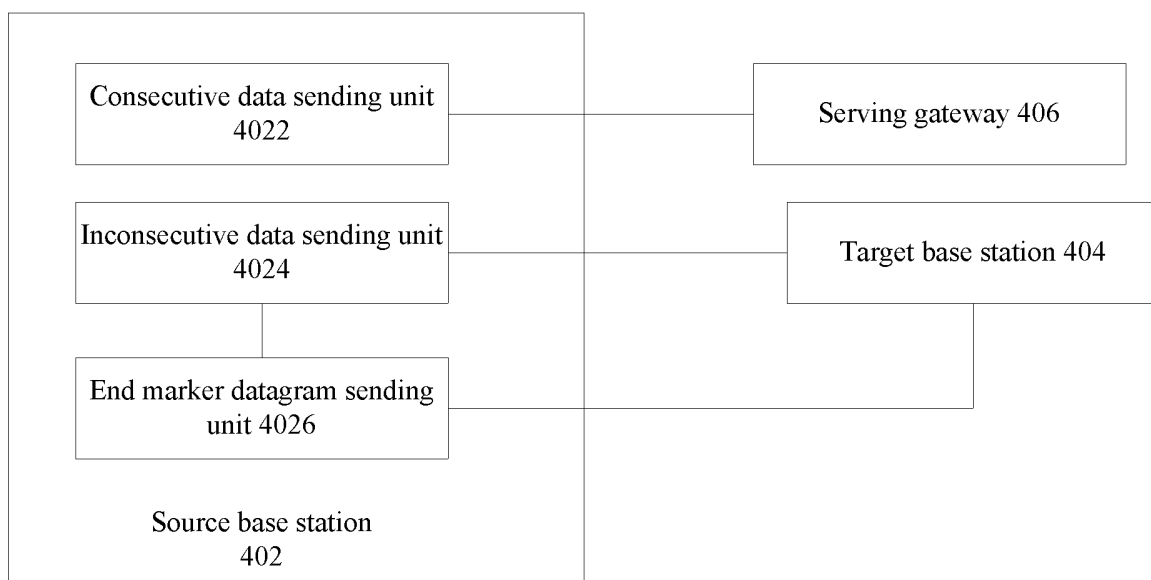 Consecutive data sending unit
4022
Serving gateway 406
Inconsecutive data sending unit
4024
Target base station 404
End marker datagram sending
unit 4026
Source base station
402